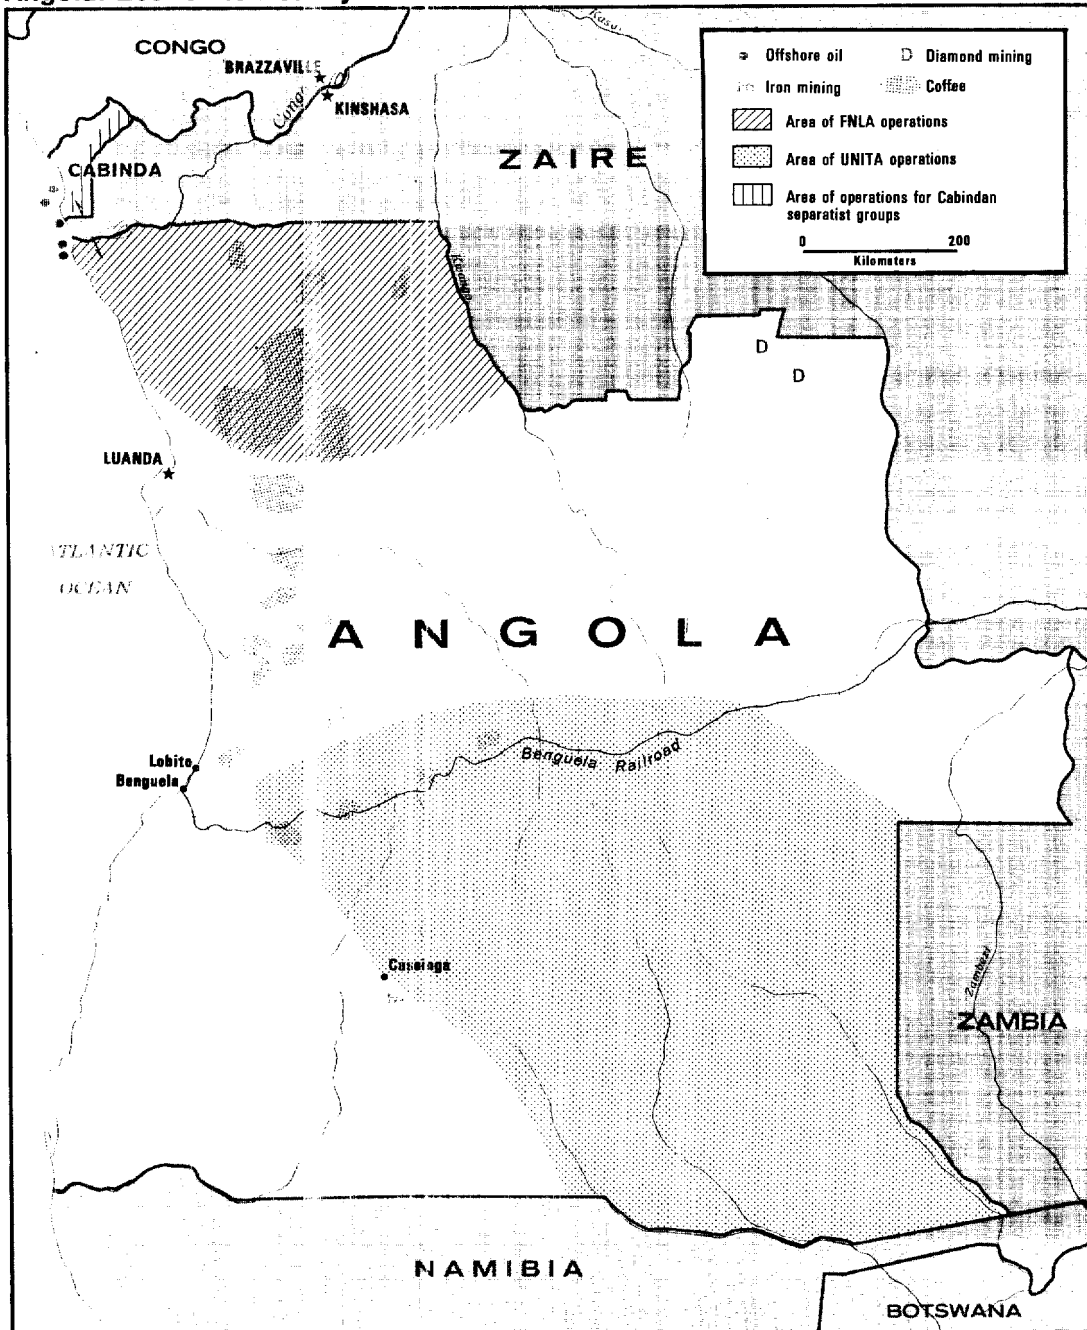 CONGO
BRAZZAVILLE
KINSHASA
CABINDA
ZAIRE
Offshore oil
D Diamond mining
Iron mining
Coffee
Area of FNLA operations
Area of UNITA operations
Area of operations for Cabindan
separatist groups
0 200
Kilometers
D
D
LUANDA
ATLANTIC
OCEAN
ANGOLA
Lobito
Benguela
Benguela Railroad
Zambezi
ZAMBIA
NAMIBIA
BOTSWANA